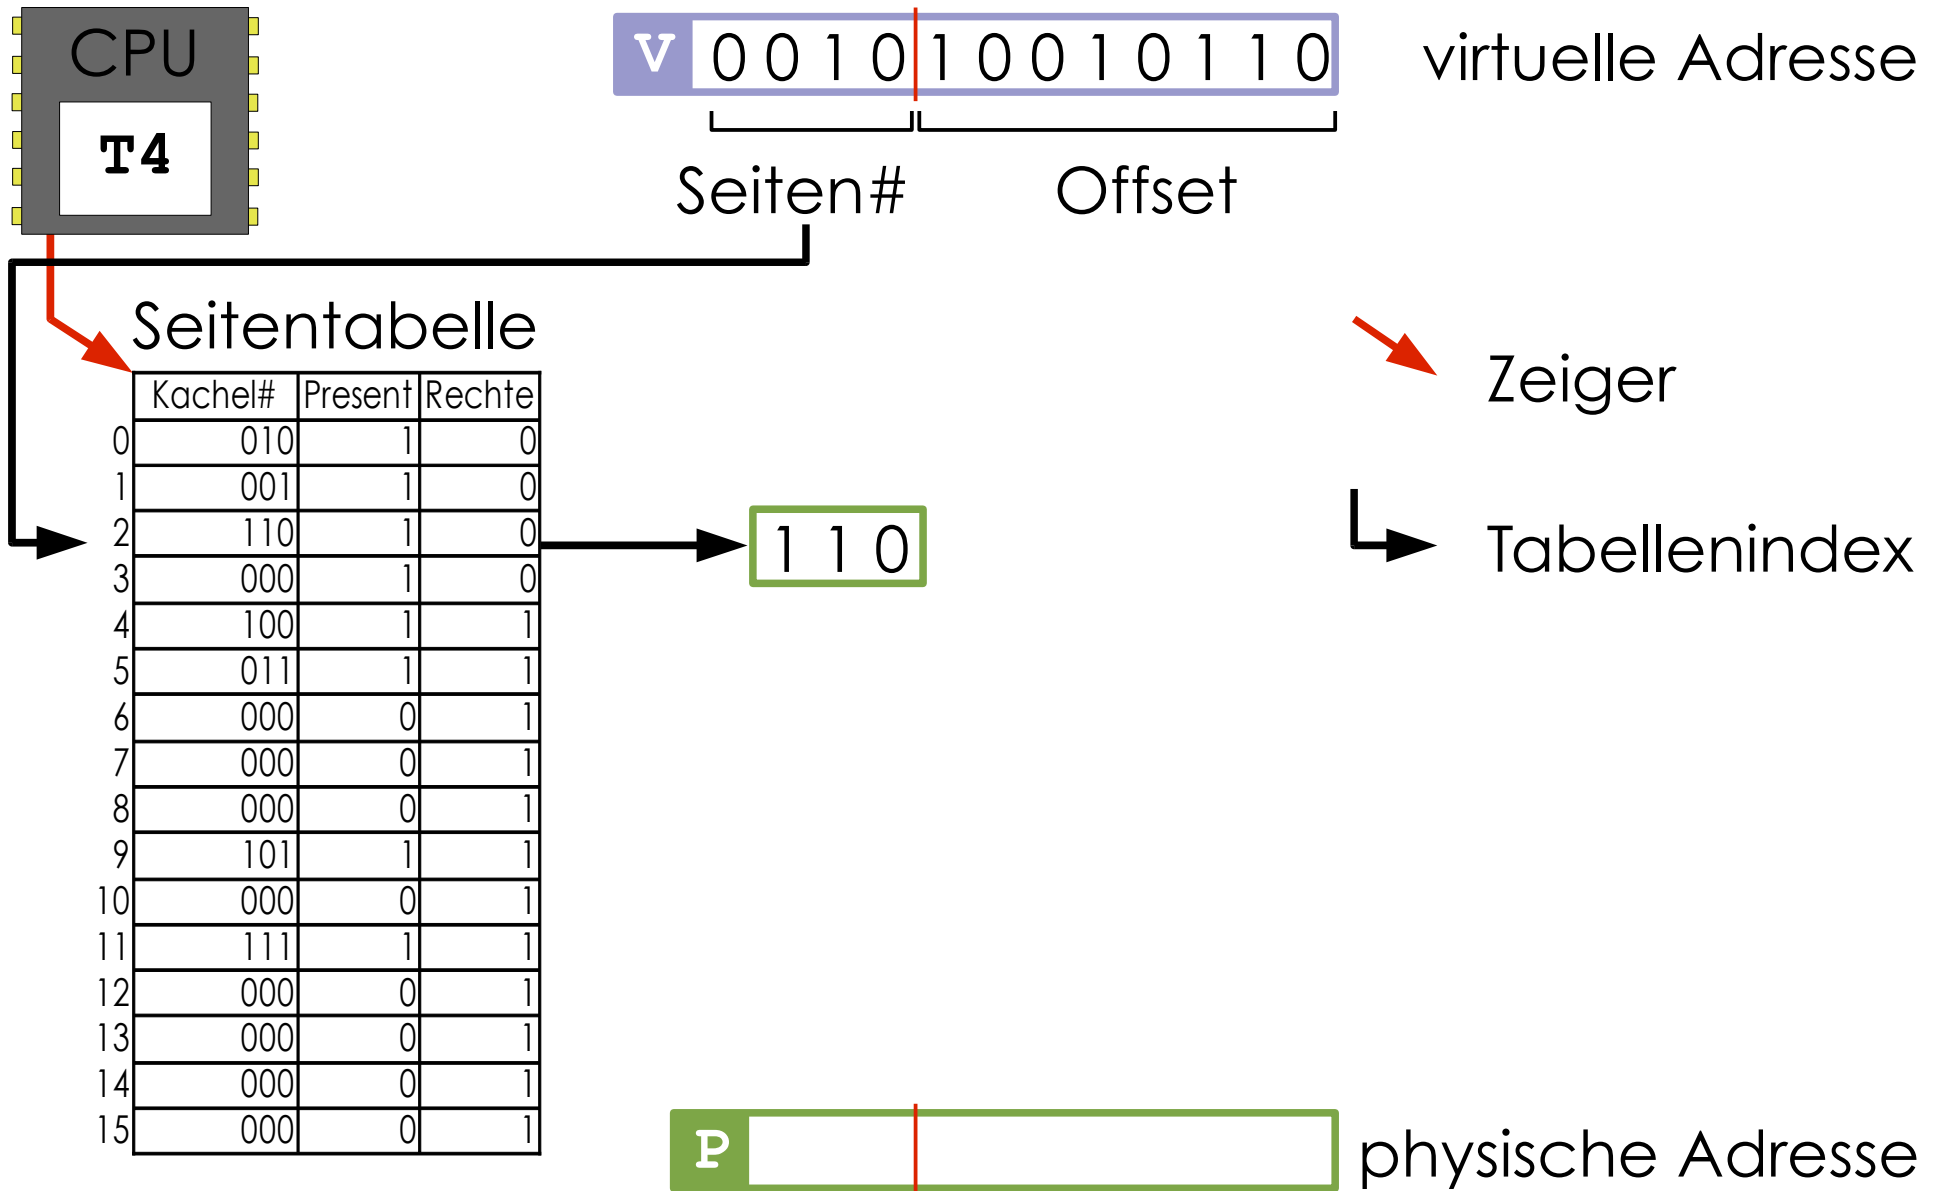 CPU
T4
V 0 0 1 0 1 0 0 1 0 1 1 0 virtuelle Adresse
Seiten# Offset
Seitentabelle
Zeiger
Tabellenindex
Kachel# Present Rechte
0 010 1 0
1 001 1 0
2 110 1 0
1 1 0
3 000 1 0
4 100 1 1
5 011 1 1
6 000 0 1
7 000 0 1
8 000 0 1
9 101 1 1
10 000 0 1
11 111 1 1
12 000 0 1
13 000 0 1
14 000 0 1
15 000 0 1
P physische Adresse